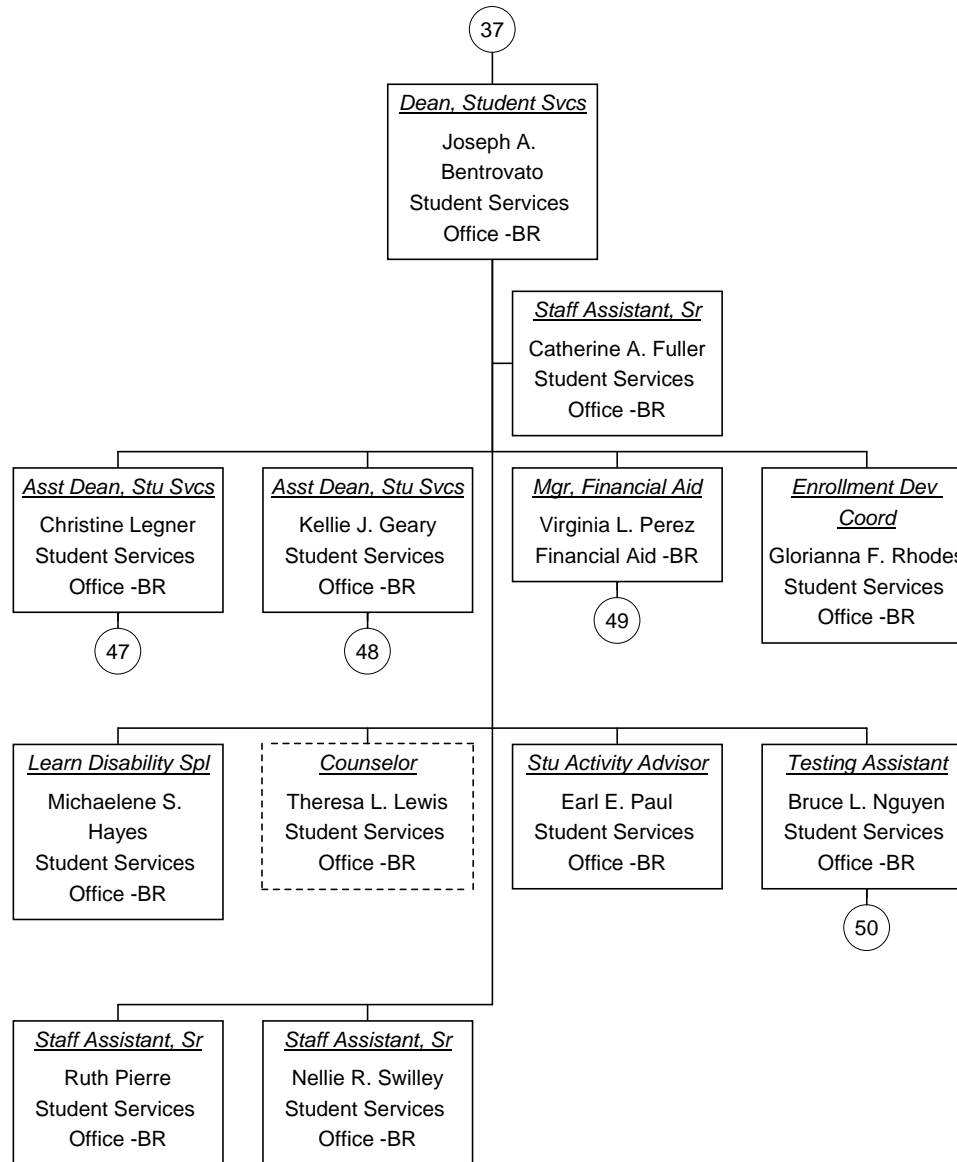 37
Dean, Student Svcs
Joseph A.
Bentrovato
Student Services
Office -BR
Staff Assistant, Sr
Catherine A. Fuller
Student Services
Office -BR
Asst Dean, Stu Svcs
Christine Legner
Student Services
Office -BR
47
Asst Dean, Stu Svcs
Kellie J. Geary
Student Services
Office -BR
48
Mgr, Financial Aid
Virginia L. Perez
Financial Aid -BR
49
Enrollment Dev
Coord
Glorianna F. Rhodes
Student Services
Office -BR
Learn Disability Spl
Michaelene S.
Hayes
Student Services
Office -BR
Counselor
Theresa L. Lewis
Student Services
Office -BR
Stu Activity Advisor
Earl E. Paul
Student Services
Office -BR
Testing Assistant
Bruce L. Nguyen
Student Services
Office -BR
50
Staff Assistant, Sr
Ruth Pierre
Student Services
Office -BR
Staff Assistant, Sr
Nellie R. Swilley
Student Services
Office -BR